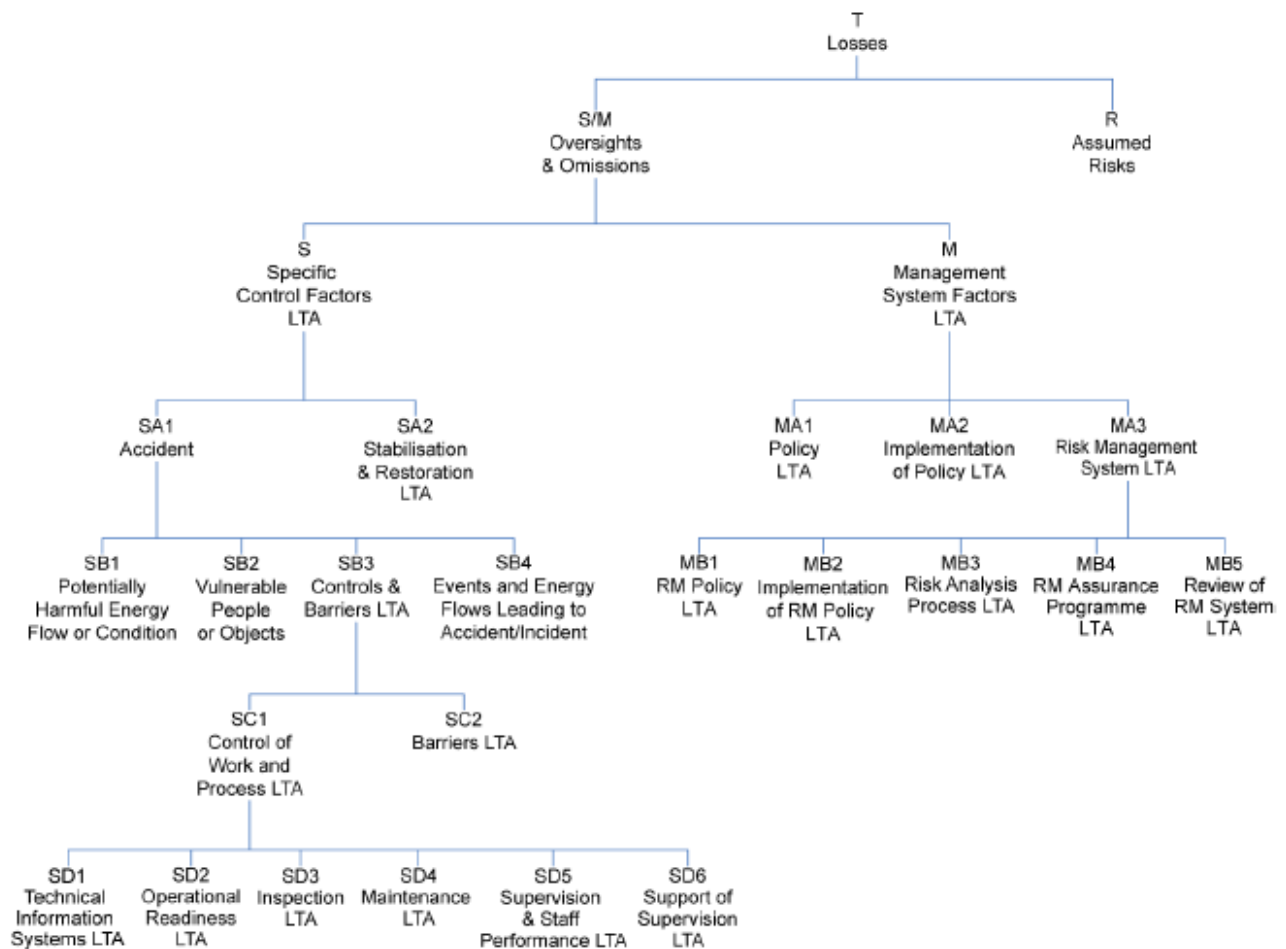 T
Losses
S/M
Oversights
& Omissions
R
Assumed
Risks
S
Specific
Control Factors
LTA
M
Management
System Factors
LTA
SA1
Accident
SA2
Stabilisation
& Restoration
LTA
MA1
Policy
LTA
MA2
Implementation
of Policy LTA
MA3
Risk Management
System LTA
SB1
Potentially
Harmful Energy
Flow or Condition
SB2
Vulnerable
People
or Objects
SB3
Controls &
Barriers LTA
SB4
Events and Energy
Flows Leading to
Accident/Incident
MB1
RM Policy
LTA
MB2
Implementation
of RM Policy
LTA
MB3
Risk Analysis
Process LTA
MB4
RM Assurance
Programme
LTA
MB5
Review of
RM System
LTA
SC1
Control of
Work and
Process LTA
SC2
Barriers LTA
SD1
Technical
Information
Systems LTA
SD2
Operational
Readiness
LTA
SD3
Inspection
LTA
SD4
Maintenance
LTA
SD5
Supervision
& Staff
Performance LTA
SD6
Support of
Supervision
LTA